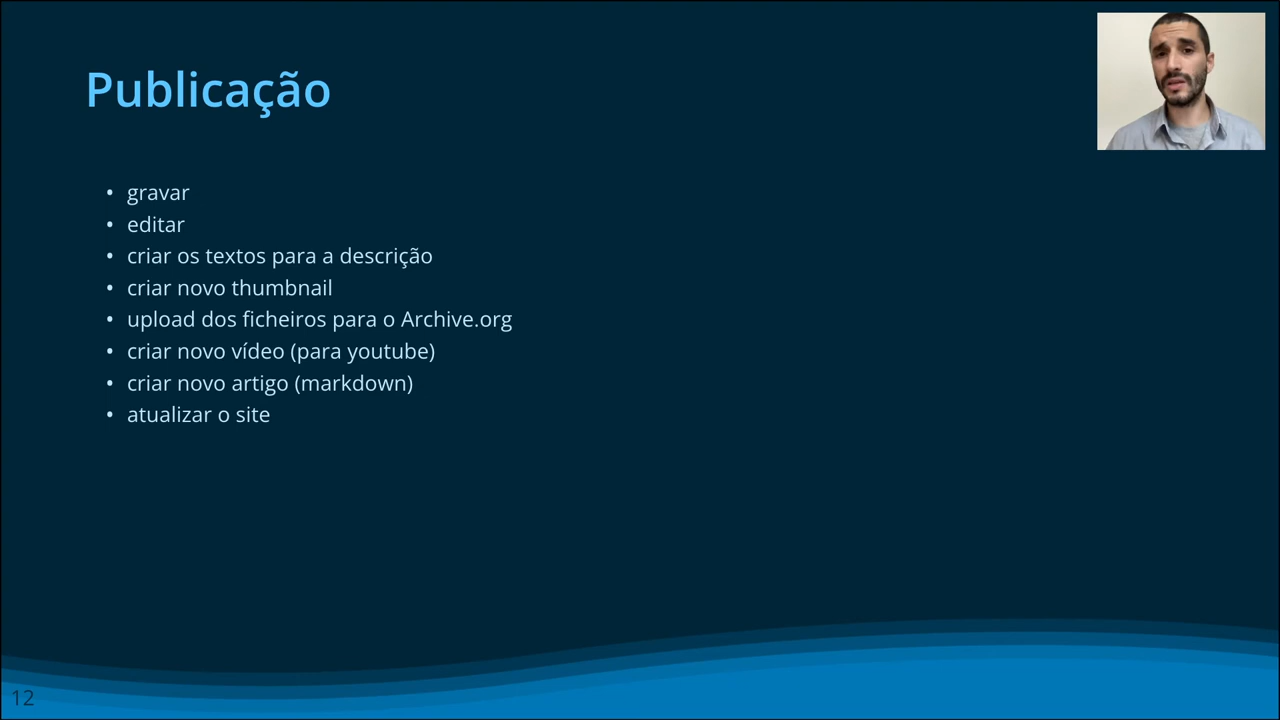 Publicação
• gravar
• editar
• criar os textos para a descrição
• criar novo thumbnail
• upload dos ficheiros para o Archive.org
• criar novo vídeo (para youtube)
• criar novo artigo (markdown)
• atualizar o site
12